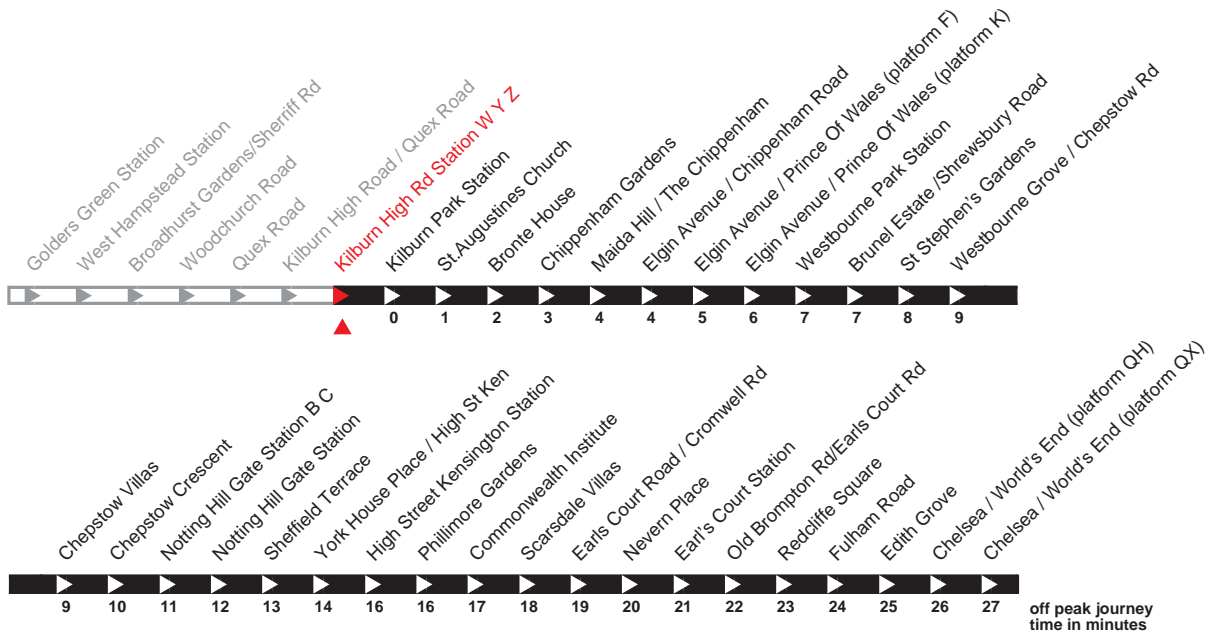 Golders Green Station
West Hampstead Station
Broadhurst Gardens/Sherriff Rd
Woodchurch Road
Quex Road
Kilburn High Road / Quex Road
Kilburn High Rd Station W Y Z
Kilburn Park Station
St.Augustines Church
Bronte House
Chippenham Gardens
Maida Hill / The Chippenham
Elgin Avenue / Chippenham Road
Elgin Avenue / Prince Of Wales (platform F)
Elgin Avenue / Prince Of Wales (platform K)
Westbourne Park Station
Brunel Estate /Shrewsbury Road
St Stephen's Gardens
Westbourne Grove / Chepstow Rd
0 1 2 3 4 4 5 6 7 7 8 9
Chepstow Villas
Chepstow Crescent
Notting Hill Gate Station B C
Notting Hill Gate Station
Sheffield Terrace
York House Place / High St Ken
High Street Kensington Station
Phillimore Gardens
Commonwealth Institute
Scarsdale Villas
Earls Court Road / Cromwell Rd
Nevern Place
Earl's Court Station
Old Brompton Rd/Earls Court Rd
Redcliffe Square
Fulham Road
Edith Grove
Chelsea / World's End (platform QH)
Chelsea / World's End (platform QX)
9 10 11 12 13 14 16 16 17 18 19 20 21 22 23 24 25 26 27
off peak journey
time in minutes